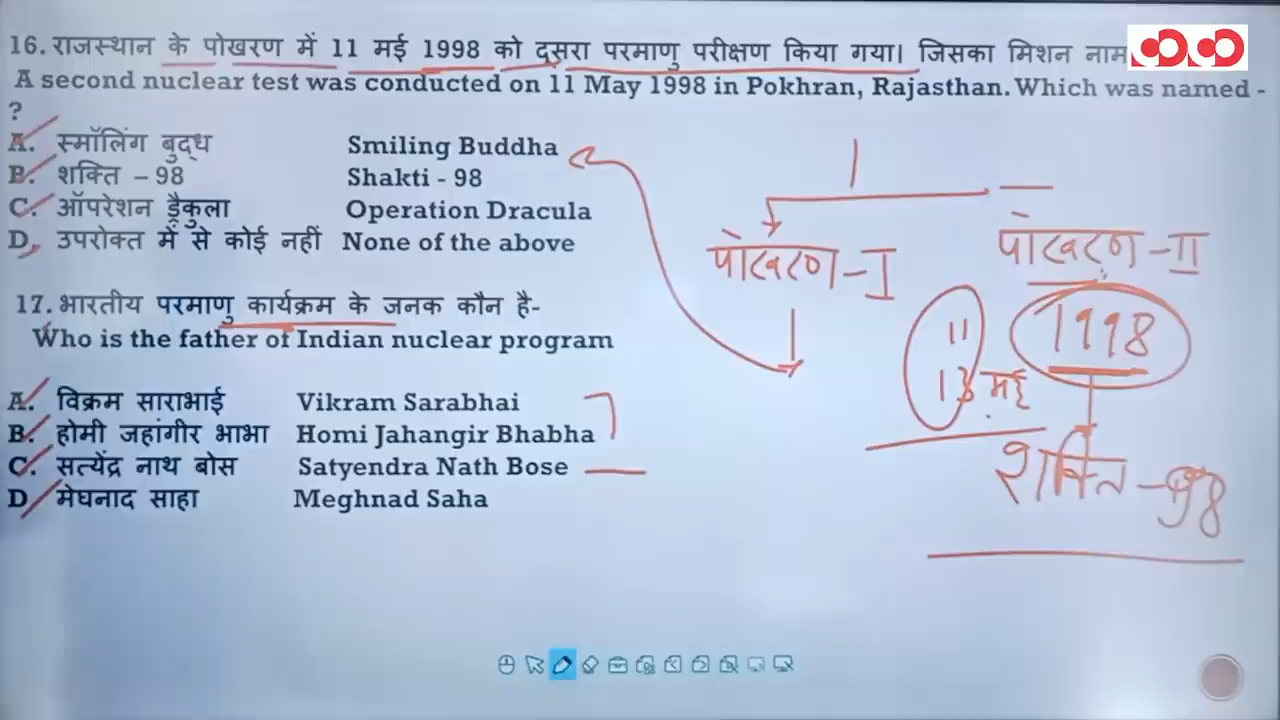 16. राजस्थान के पोखरण में 11 मई 1998 को दुसरा परमाणु परीक्षण किया गया। जिसका मिशन नाम
A second nuclear test was conducted on 11 May 1998 in Pokhran, Rajasthan. Which was named -
?
A. स्मॉलिंग बुद्ध Smiling Buddha
B. शक्ति – 98 Shakti - 98
C. ऑपरेशन ड्रैकुला Operation Dracula
D. उपरोक्त में से कोई नहीं None of the above
पोखरण-I
पोखरण-II
11
1998
13 मई
शक्ति-98
17. भारतीय परमाणु कार्यक्रम के जनक कौन है-
Who is the father of Indian nuclear program
A. विक्रम साराभाई Vikram Sarabhai
B. होमी जहांगीर भाभा Homi Jahangir Bhabha
C. सत्येंद्र नाथ बोस Satyendra Nath Bose
D. मेघनाद साहा Meghnad Saha